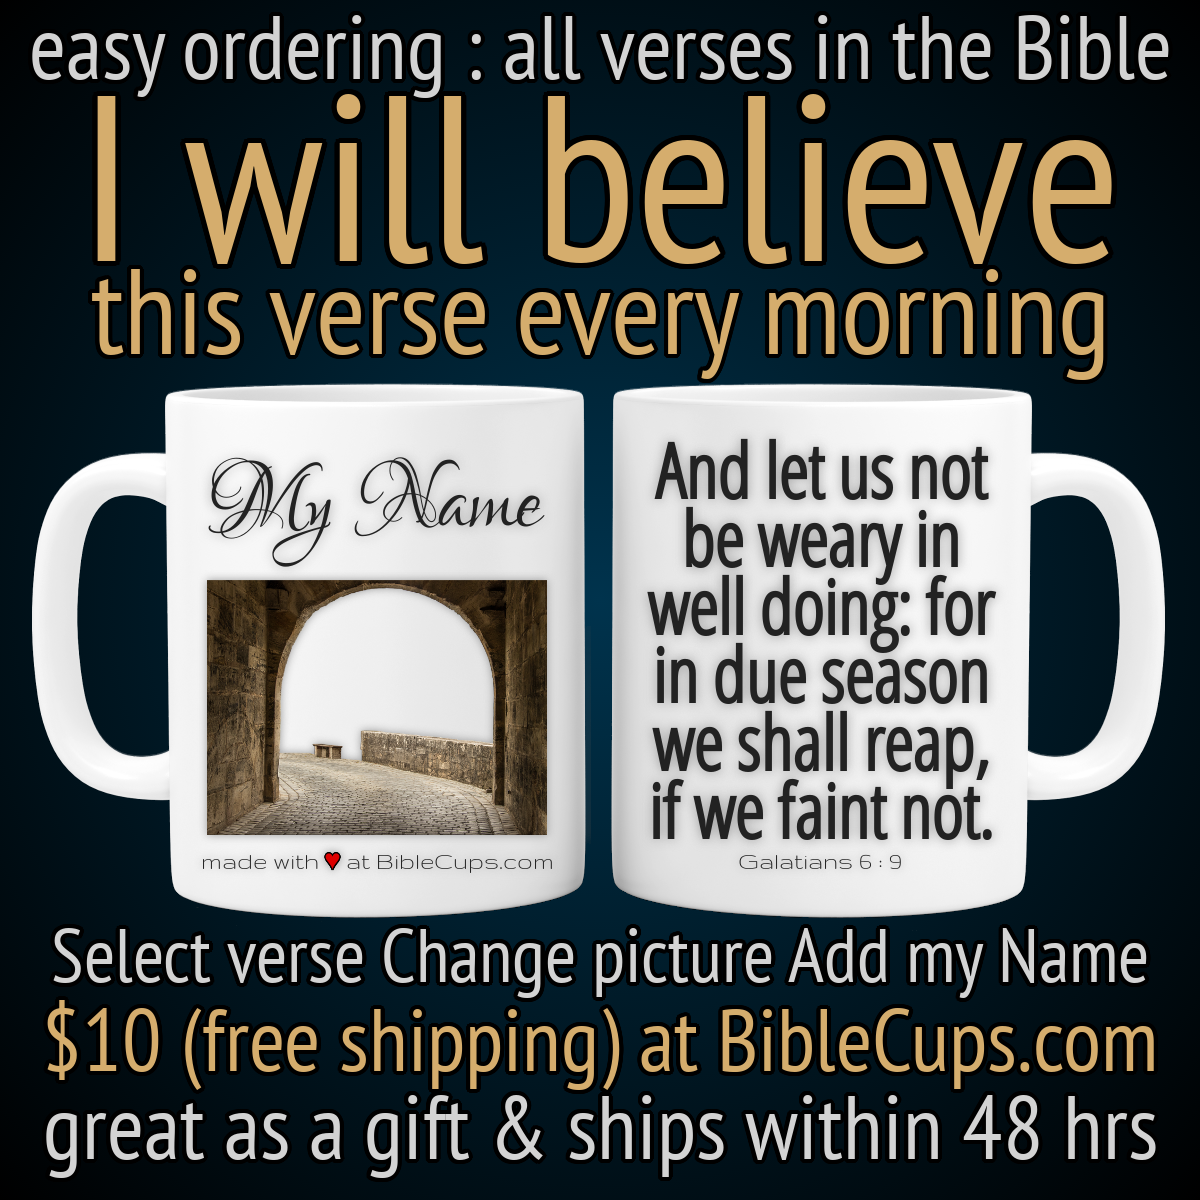 easy ordering : all verses in the Bible
I will believe
this verse every morning
My Name
made with ♥ at BibleCups.com
And let us not
be weary in
well doing: for
in due season
we shall reap,
if we faint not.
Galatians 6 : 9
Select verse Change picture Add my Name
$10 (free shipping) at BibleCups.com
great as a gift & ships within 48 hrs